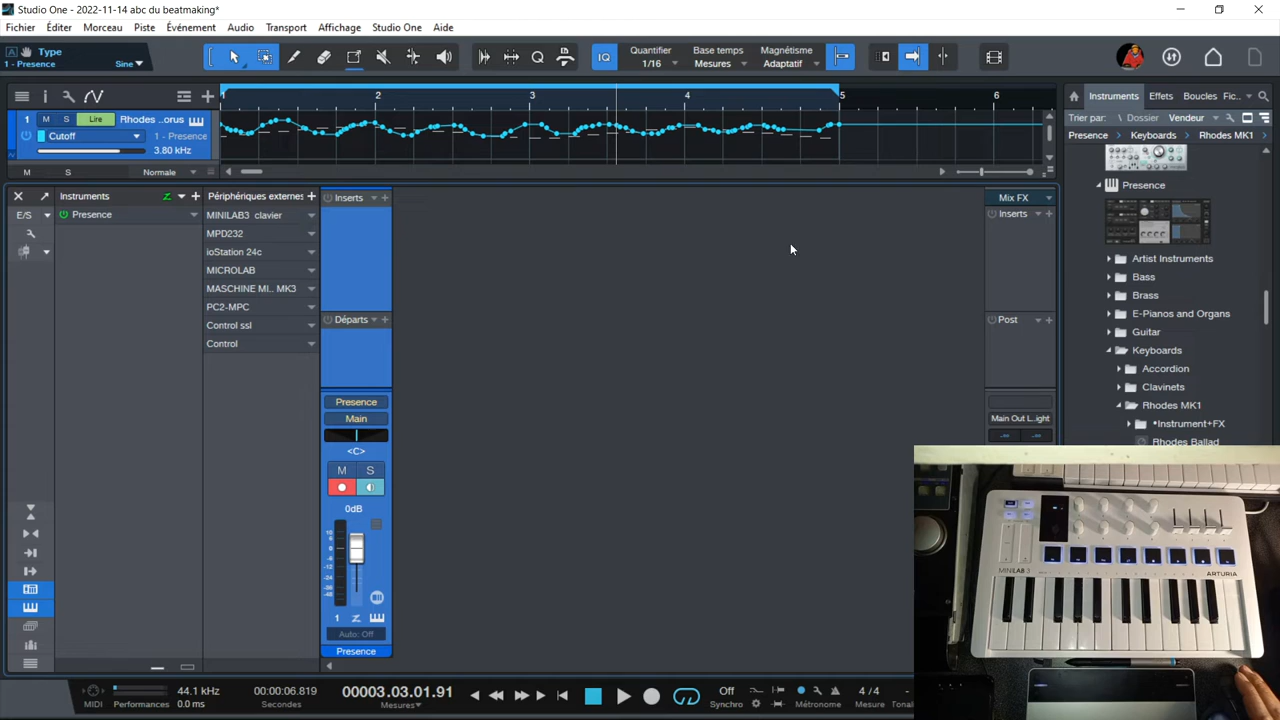 Studio One - 2022-11-14 abc du beatmaking*
Fichier Éditer Morceau Piste Événement Audio Transport Affichage Studio One Aide
A Type
1 - Presence Sine
IQ Quantifier Base temps Magnétisme
1/16 Mesures Adaptatif
1 2 3 4 5 6
1 M S Lire Rhodes ..orus
Cutoff 1 - Presence
3.80 kHz
M S Normale
Instruments Effets Boucles Fic..
Trier par: Dossier Vendeur
Presence Keyboards Rhodes MK1
Instruments
E/S Presence
Périphériques externes
MINILAB3 clavier
MPD232
ioStation 24c
MICROLAB
MASCHINE MI.. MK3
PC2-MPC
Control ssl
Control
Inserts
Départs
Presence
Main
<C>
M S
0dB
1
Auto: Off
Presence
Mix FX
Inserts
Post
Main Out L..ight
Presence
Artist Instruments
Bass
Brass
E-Pianos and Organs
Guitar
Keyboards
Accordion
Clavinets
Rhodes MK1
*Instrument+FX
Rhodes Ballad
MINILAB 3
ARTURIA
MIDI Performances
44.1 kHz
0.0 ms
00:00:06.819
Secondes
00003.03.01.91
Mesures
Off
Synchro
Métronome
4 / 4
Mesure